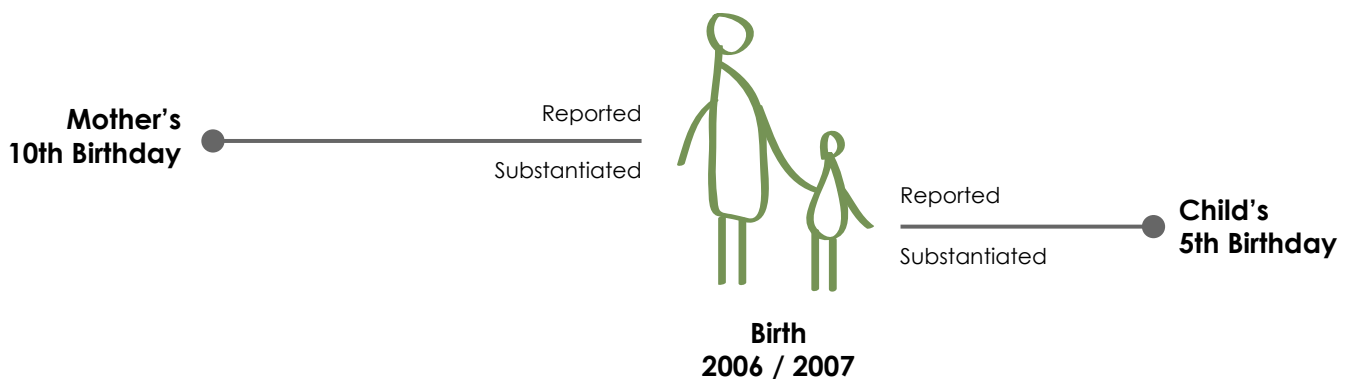 Mother’s
10th Birthday
Reported
Substantiated
Birth
2006 / 2007
Reported
Substantiated
Child’s
5th Birthday